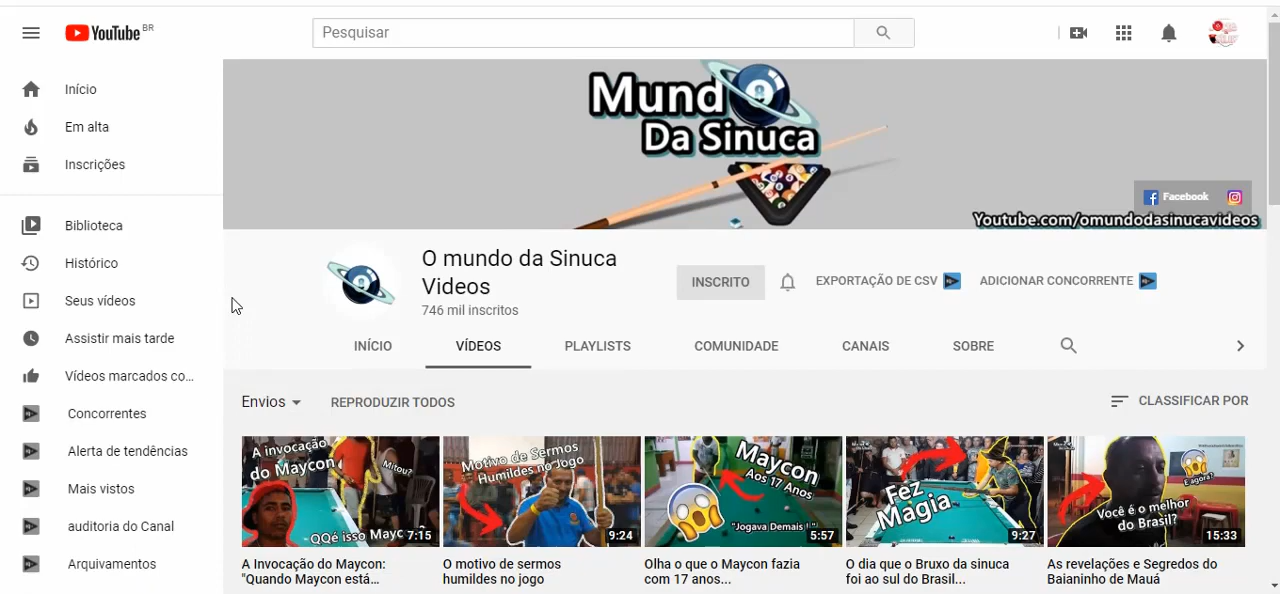 YouTube BR
Pesquisar
Início
Em alta
Inscrições
Biblioteca
Histórico
Seus vídeos
Assistir mais tarde
Vídeos marcados co...
Concorrentes
Alerta de tendências
Mais vistos
auditoria do Canal
Arquivamentos
Mund 9
Da Sinuca
Facebook
Youtube.com/omundodasinucavideos
O mundo da Sinuca
Videos
746 mil inscritos
INSCRITO
EXPORTAÇÃO DE CSV
ADICIONAR CONCORRENTE
INÍCIO
VÍDEOS
PLAYLISTS
COMUNIDADE
CANAIS
SOBRE
Envios
REPRODUZIR TODOS
CLASSIFICAR POR
A invocação
do Maycon
Mitou?
QQé isso Mayc
7:15
A Invocação do Maycon:
"Quando Maycon está...
Motivo de Sermos
Humildes no Jogo
9:24
O motivo de sermos
humildes no jogo
Maycon
Aos 17 Anos
"Jogava Demais!"
5:57
Olha o que o Maycon fazia
com 17 anos...
Fez
Magia
9:27
O dia que o Bruxo da sinuca
foi ao sul do Brasil...
E agora?
Você é o melhor
do Brasil?
15:33
As revelações e Segredos do
Baianinho de Mauá